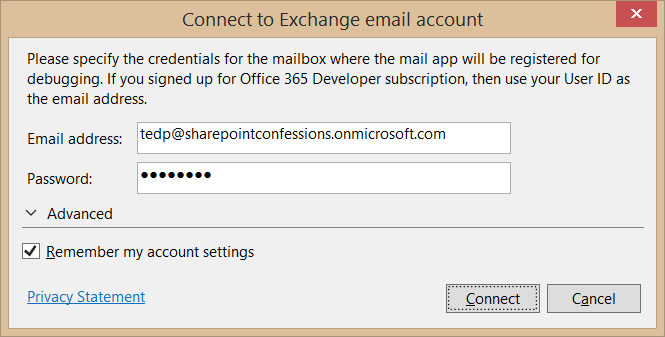 Connect to Exchange email account
Please specify the credentials for the mailbox where the mail app will be registered for
debugging. If you signed up for Office 365 Developer subscription, then use your User ID as
the email address.
Email address: tedp@sharepointconfessions.onmicrosoft.com
Password: ●●●●●●●●
Advanced
Remember my account settings
Privacy Statement Connect Cancel